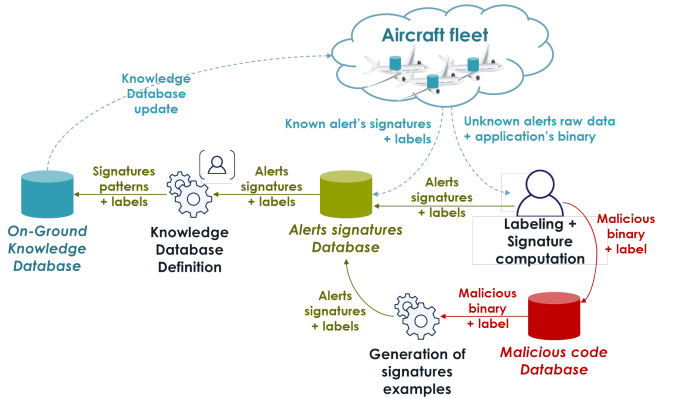 Aircraft fleet
Knowledge
Database
update
Known alert's signatures
+ labels
Unknown alerts raw data
+ application's binary
Signatures
patterns
+ labels
Alerts
signatures
+ labels
Alerts
signatures
+ labels
On-Ground
Knowledge
Database
Knowledge
Database
Definition
Alerts signatures
Database
Labeling +
Signature
computation
Malicious
binary
+ label
Alerts
signatures
+ labels
Malicious
binary
+ label
Generation of
signatures
examples
Malicious code
Database